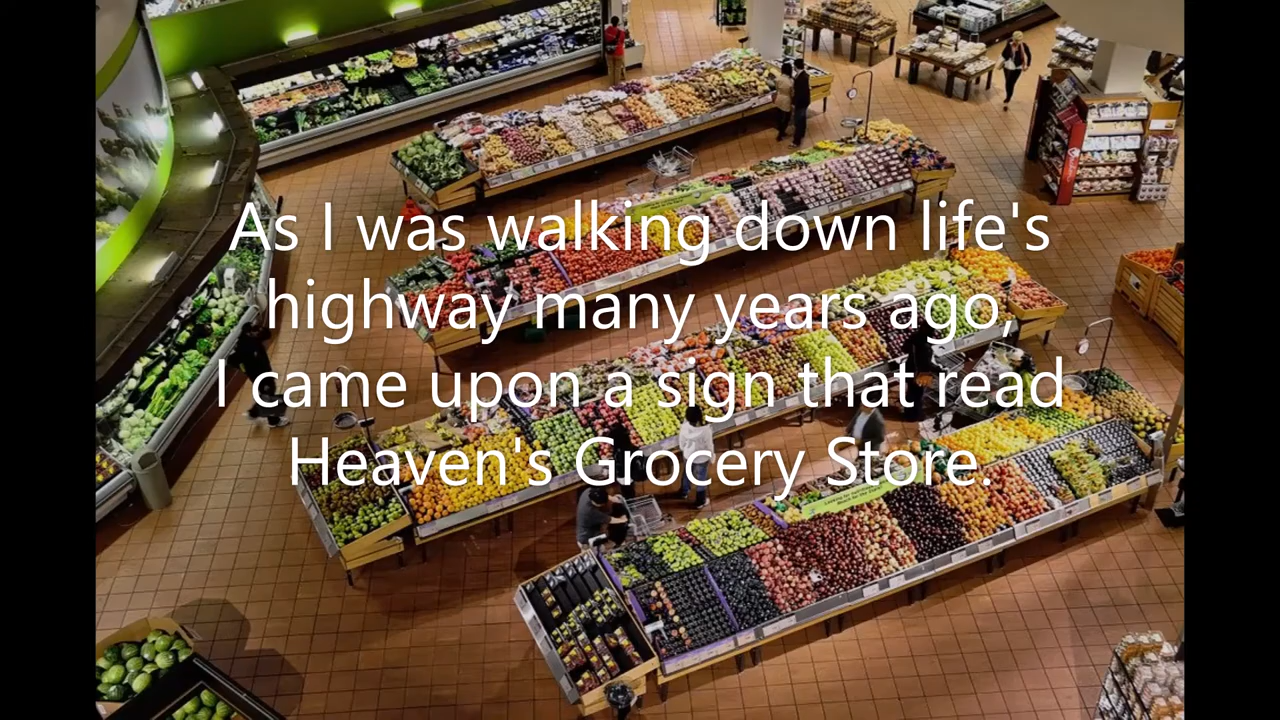 As I was walking down life's
highway many years ago,
I came upon a sign that read
Heaven's Grocery Store.